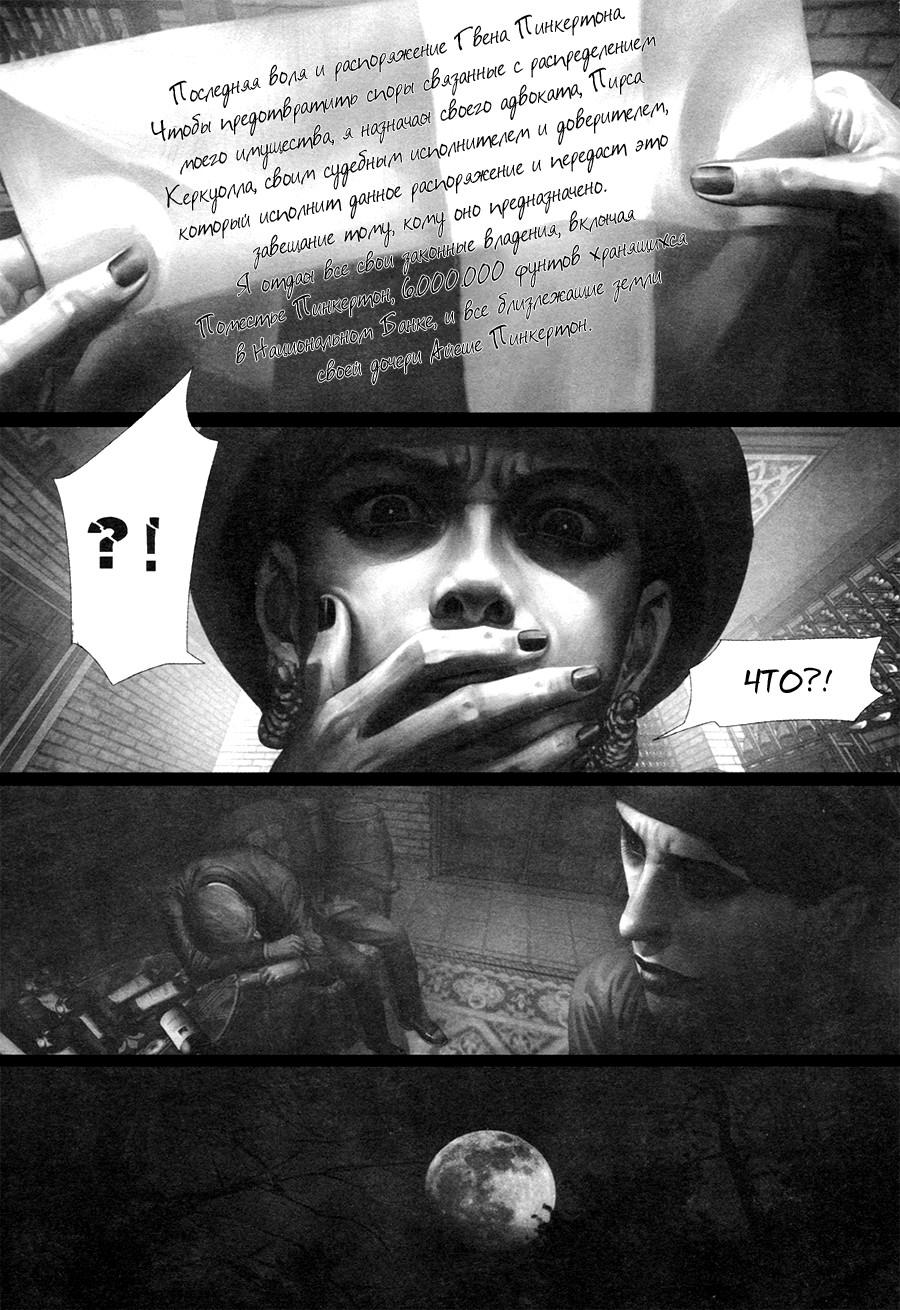 Последняя воля и распоряжение Гвена Пинкертона
Чтобы предотвратить споры связанные с распределением
моего имущества, я назначаю своего адвоката, Пирса
Керкуолла, своим судебным исполнителем и доверителем,
который исполнит данное распоряжение и передаст это
завещание тому, кому оно предназначено.
Я отдаю все свои законные владения, включая
Поместье Пинкертон, 6.000.000 фунтов хранящихся
в Национальном Банке, и все близлежащие земли
своей дочери Айеше Пинкертон.
?!
ЧТО?!